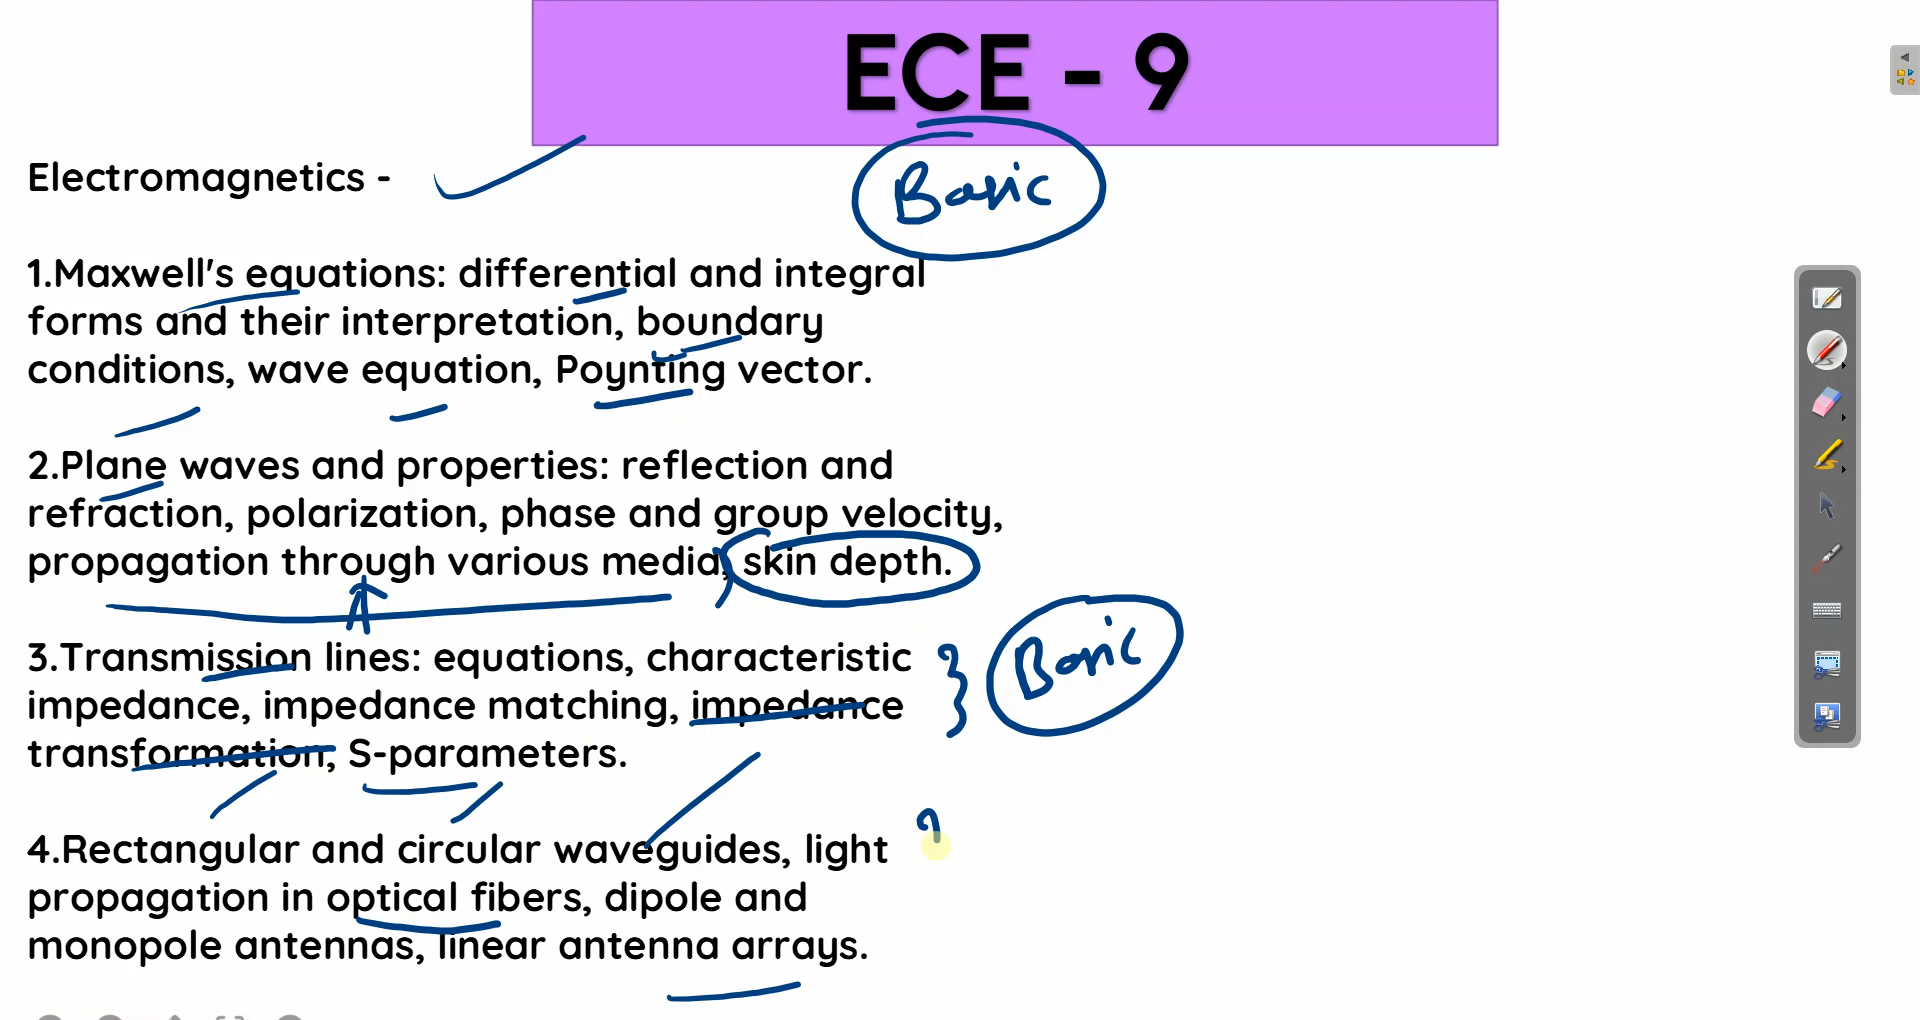 ECE - 9
Electromagnetics -
Basic
1.Maxwell's equations: differential and integral
forms and their interpretation, boundary
conditions, wave equation, Poynting vector.
2.Plane waves and properties: reflection and
refraction, polarization, phase and group velocity,
propagation through various media, skin depth.
3.Transmission lines: equations, characteristic
impedance, impedance matching, impedance
transformation, S-parameters.
Basic
4.Rectangular and circular waveguides, light
propagation in optical fibers, dipole and
monopole antennas, linear antenna arrays.